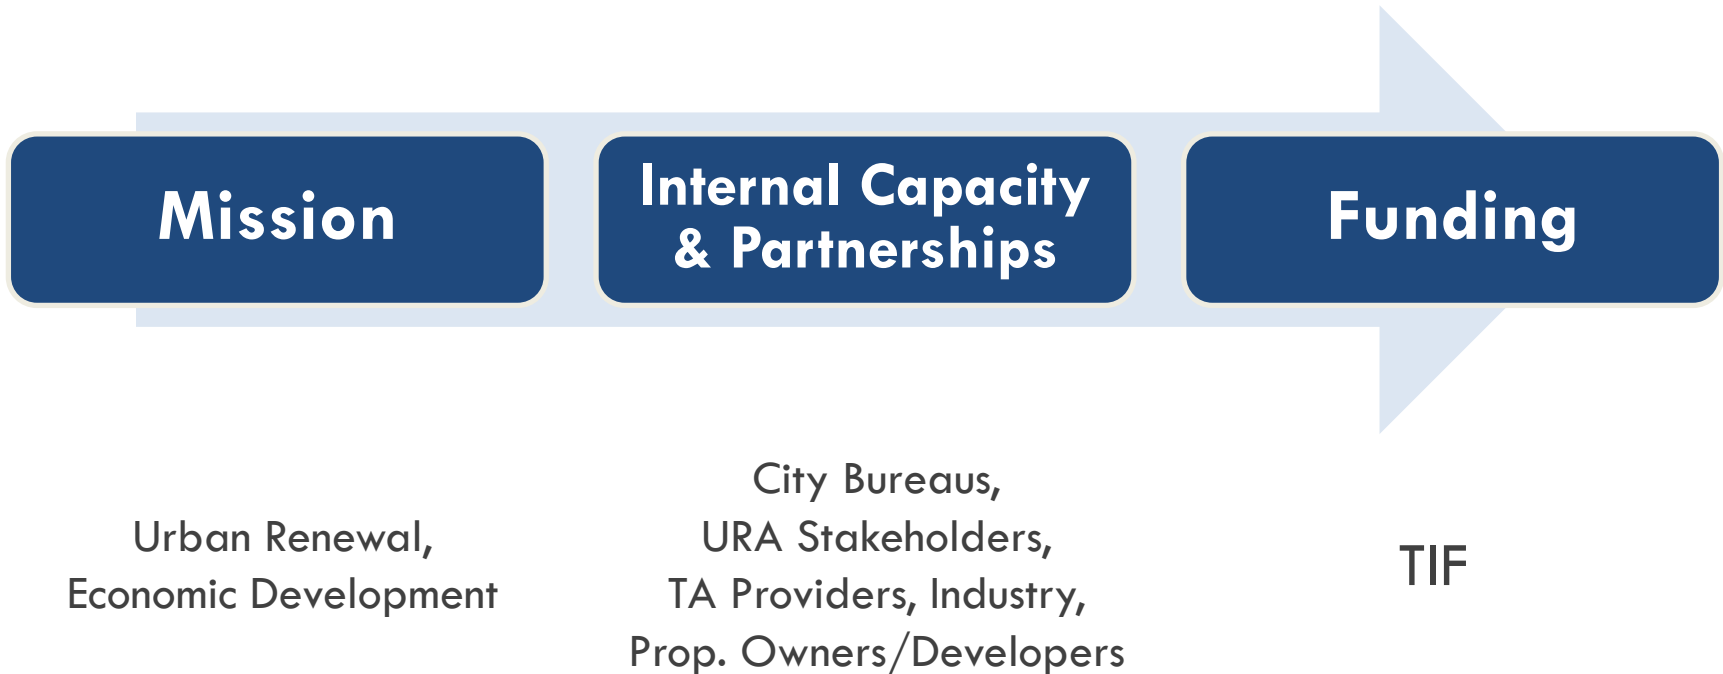 Mission
Internal Capacity
& Partnerships
Funding
Urban Renewal,
Economic Development
City Bureaus,
URA Stakeholders,
TA Providers, Industry,
Prop. Owners/Developers
TIF